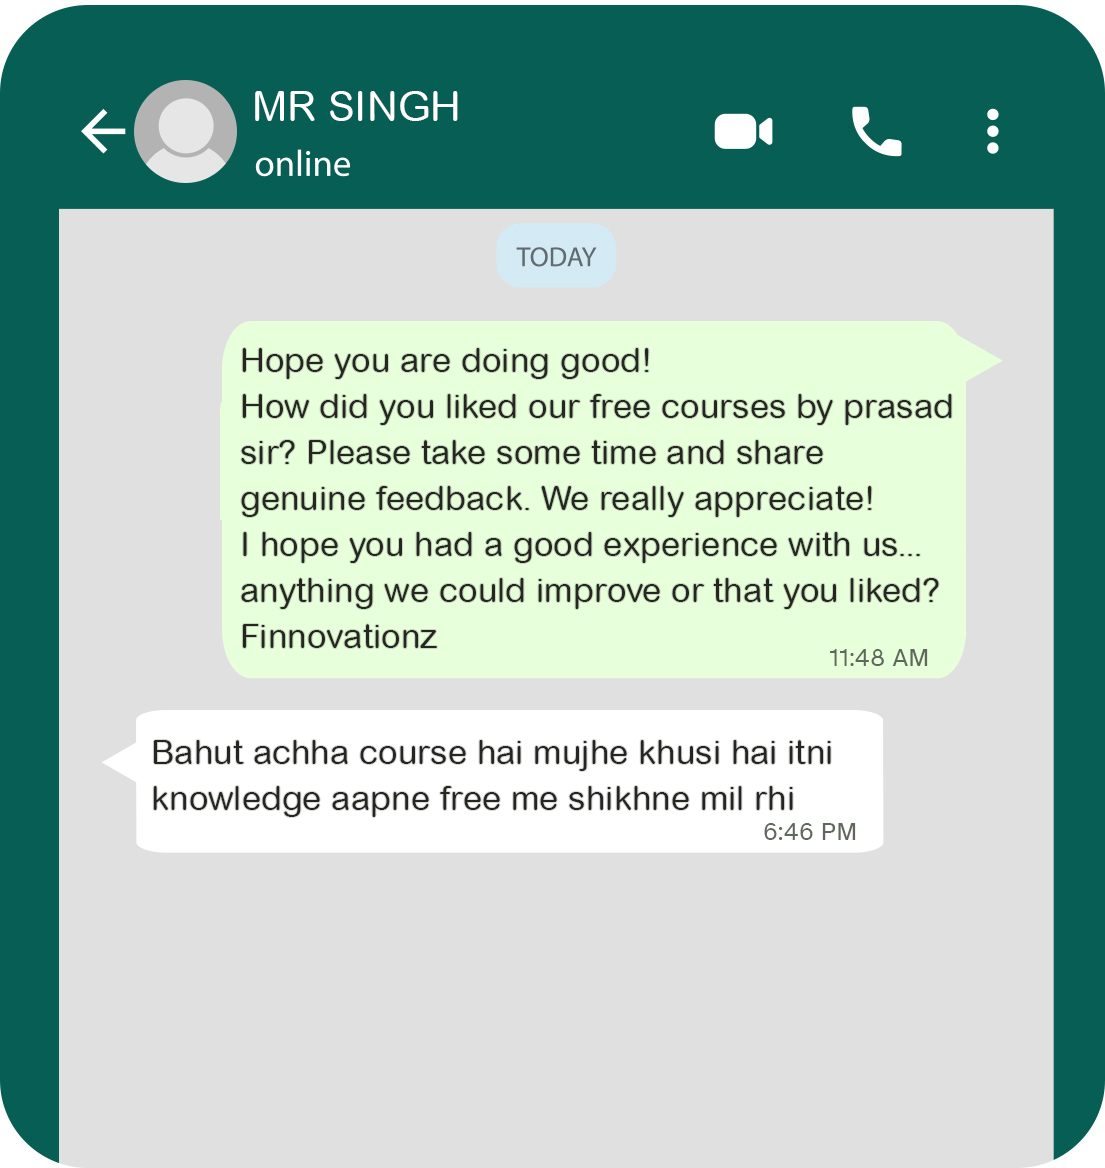 MR SINGH
online
TODAY
Hope you are doing good!
How did you liked our free courses by prasad
sir? Please take some time and share
genuine feedback. We really appreciate!
I hope you had a good experience with us...
anything we could improve or that you liked?
Finnovationz
11:48 AM
Bahut achha course hai mujhe khusi hai itni
knowledge aapne free me shikhne mil rhi
6:46 PM